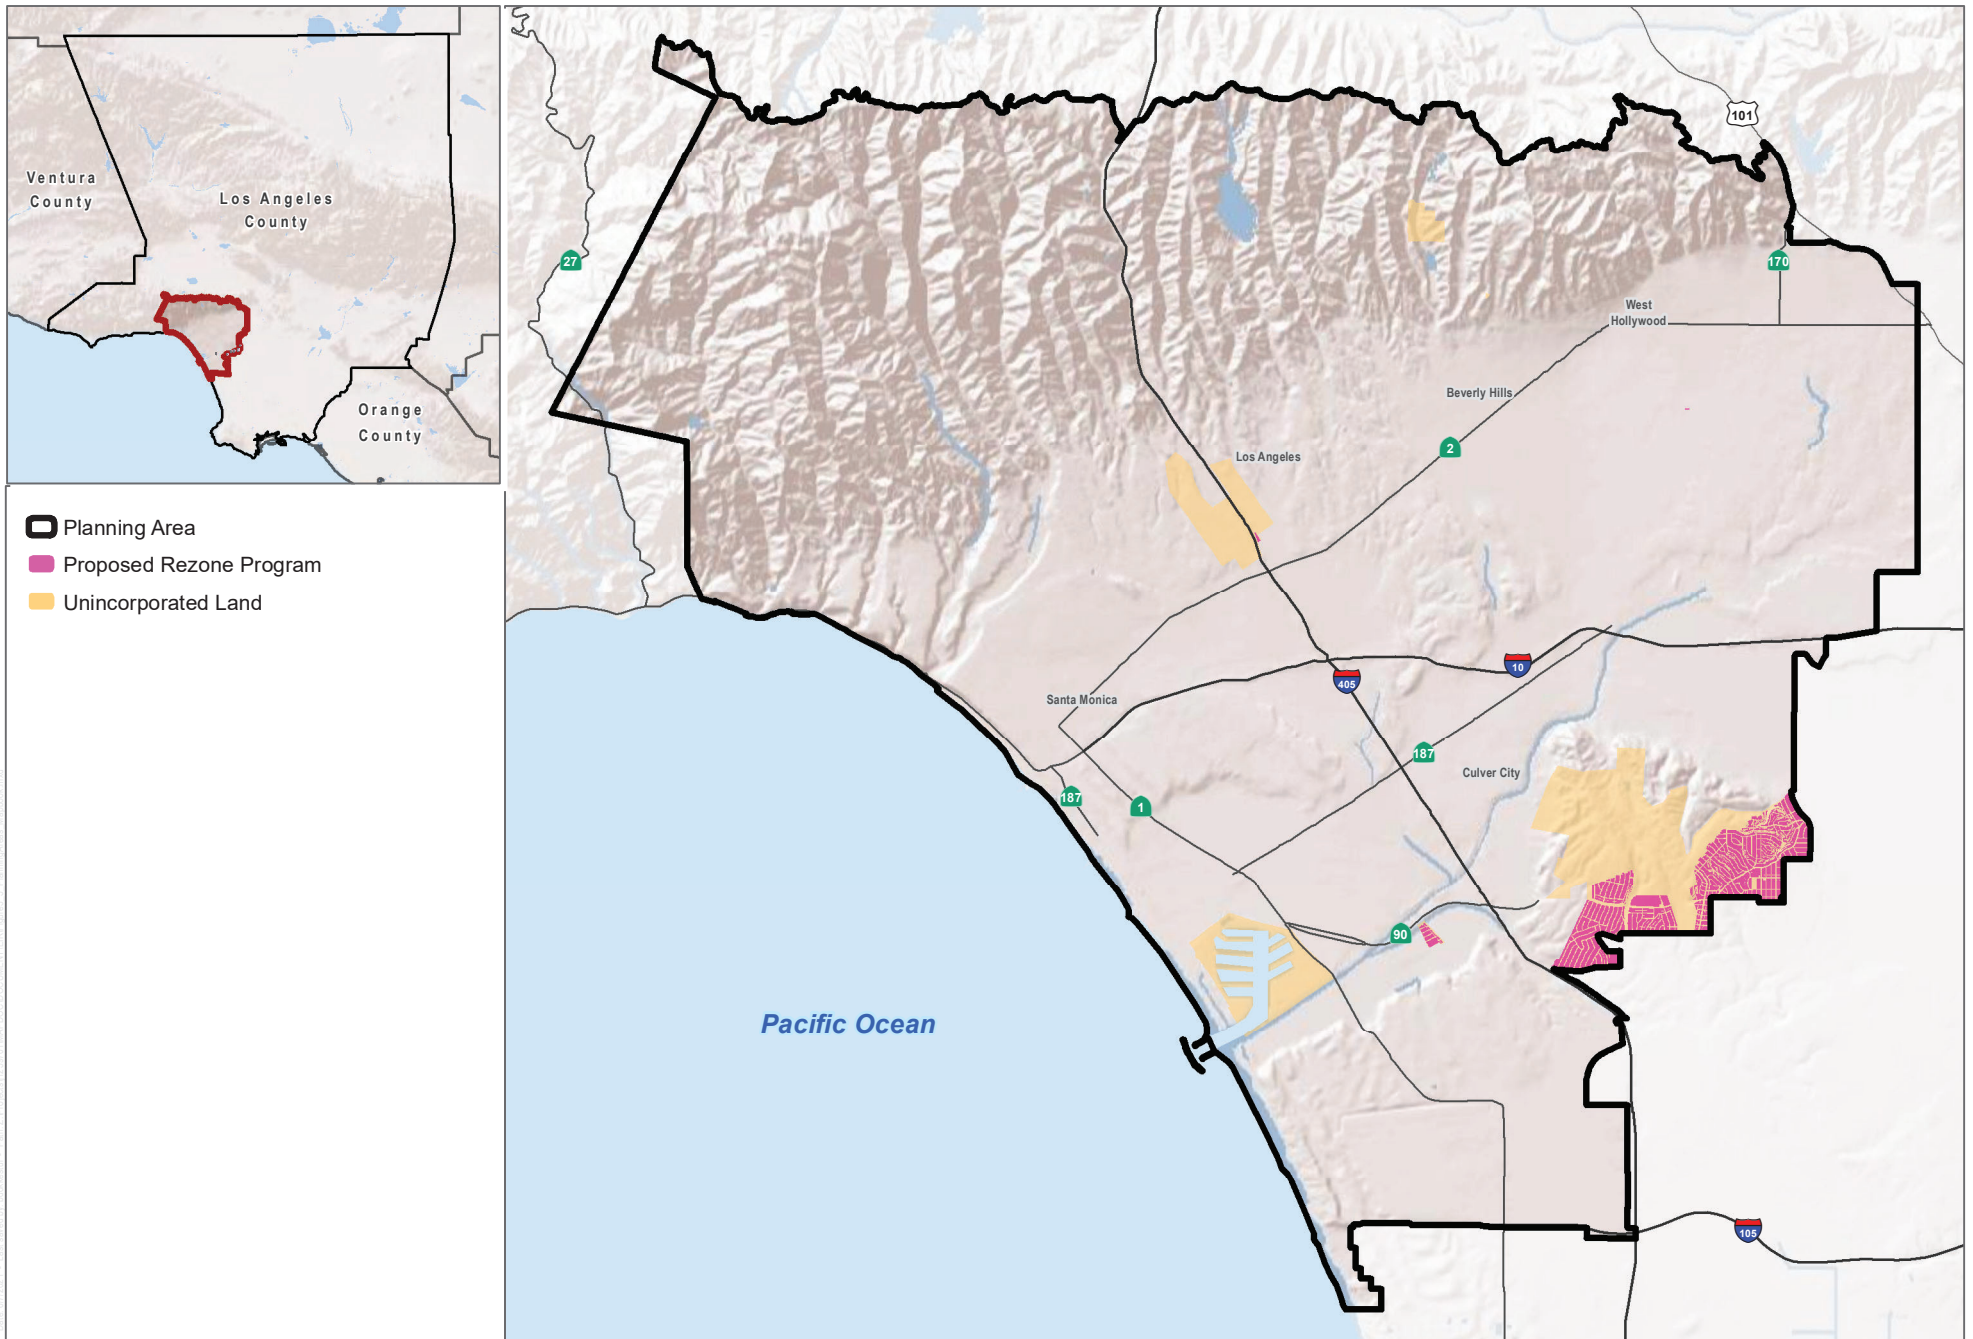 Ventura
County
Los Angeles
County
Orange
County
Planning Area
Proposed Rezone Program
Unincorporated Land
101
27
170
West
Hollywood
Beverly Hills
2
Los Angeles
10
405
Santa Monica
187
Culver City
187
1
90
Pacific Ocean
105